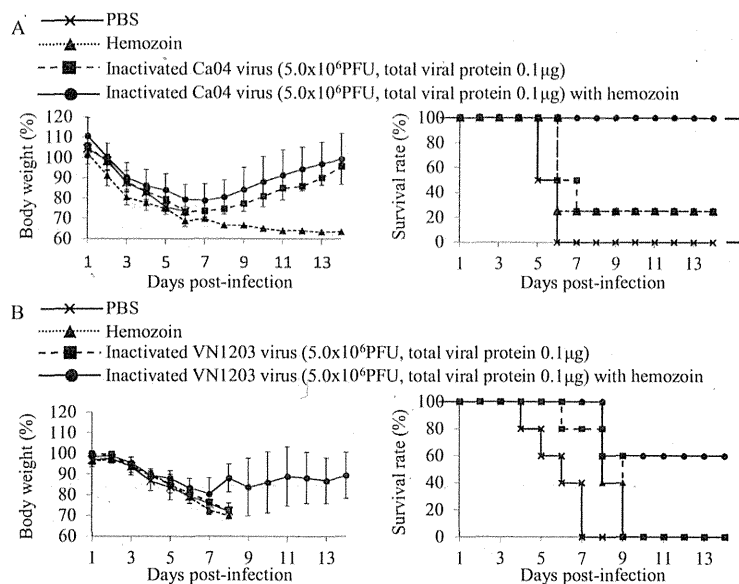 A
PBS
Hemozoin
Inactivated Ca04 virus (5.0x10⁶PFU, total viral protein 0.1μg)
Inactivated Ca04 virus (5.0x10⁶PFU, total viral protein 0.1μg) with hemozoin
Body weight (%)
120
110
100
90
80
70
60
1 3 5 7 9 11 13
Days post-infection
Survival rate (%)
100
80
60
40
20
0
1 3 5 7 9 11 13
Days post-infection
B
PBS
Hemozoin
Inactivated VN1203 virus (5.0x10⁶PFU, total viral protein 0.1μg)
Inactivated VN1203 virus (5.0x10⁶PFU, total viral protein 0.1μg) with hemozoin
Body weight (%)
120
110
100
90
80
70
60
1 3 5 7 9 11 13
Days post-infection
Survival rate (%)
100
80
60
40
20
0
1 3 5 7 9 11 13
Days post-infection